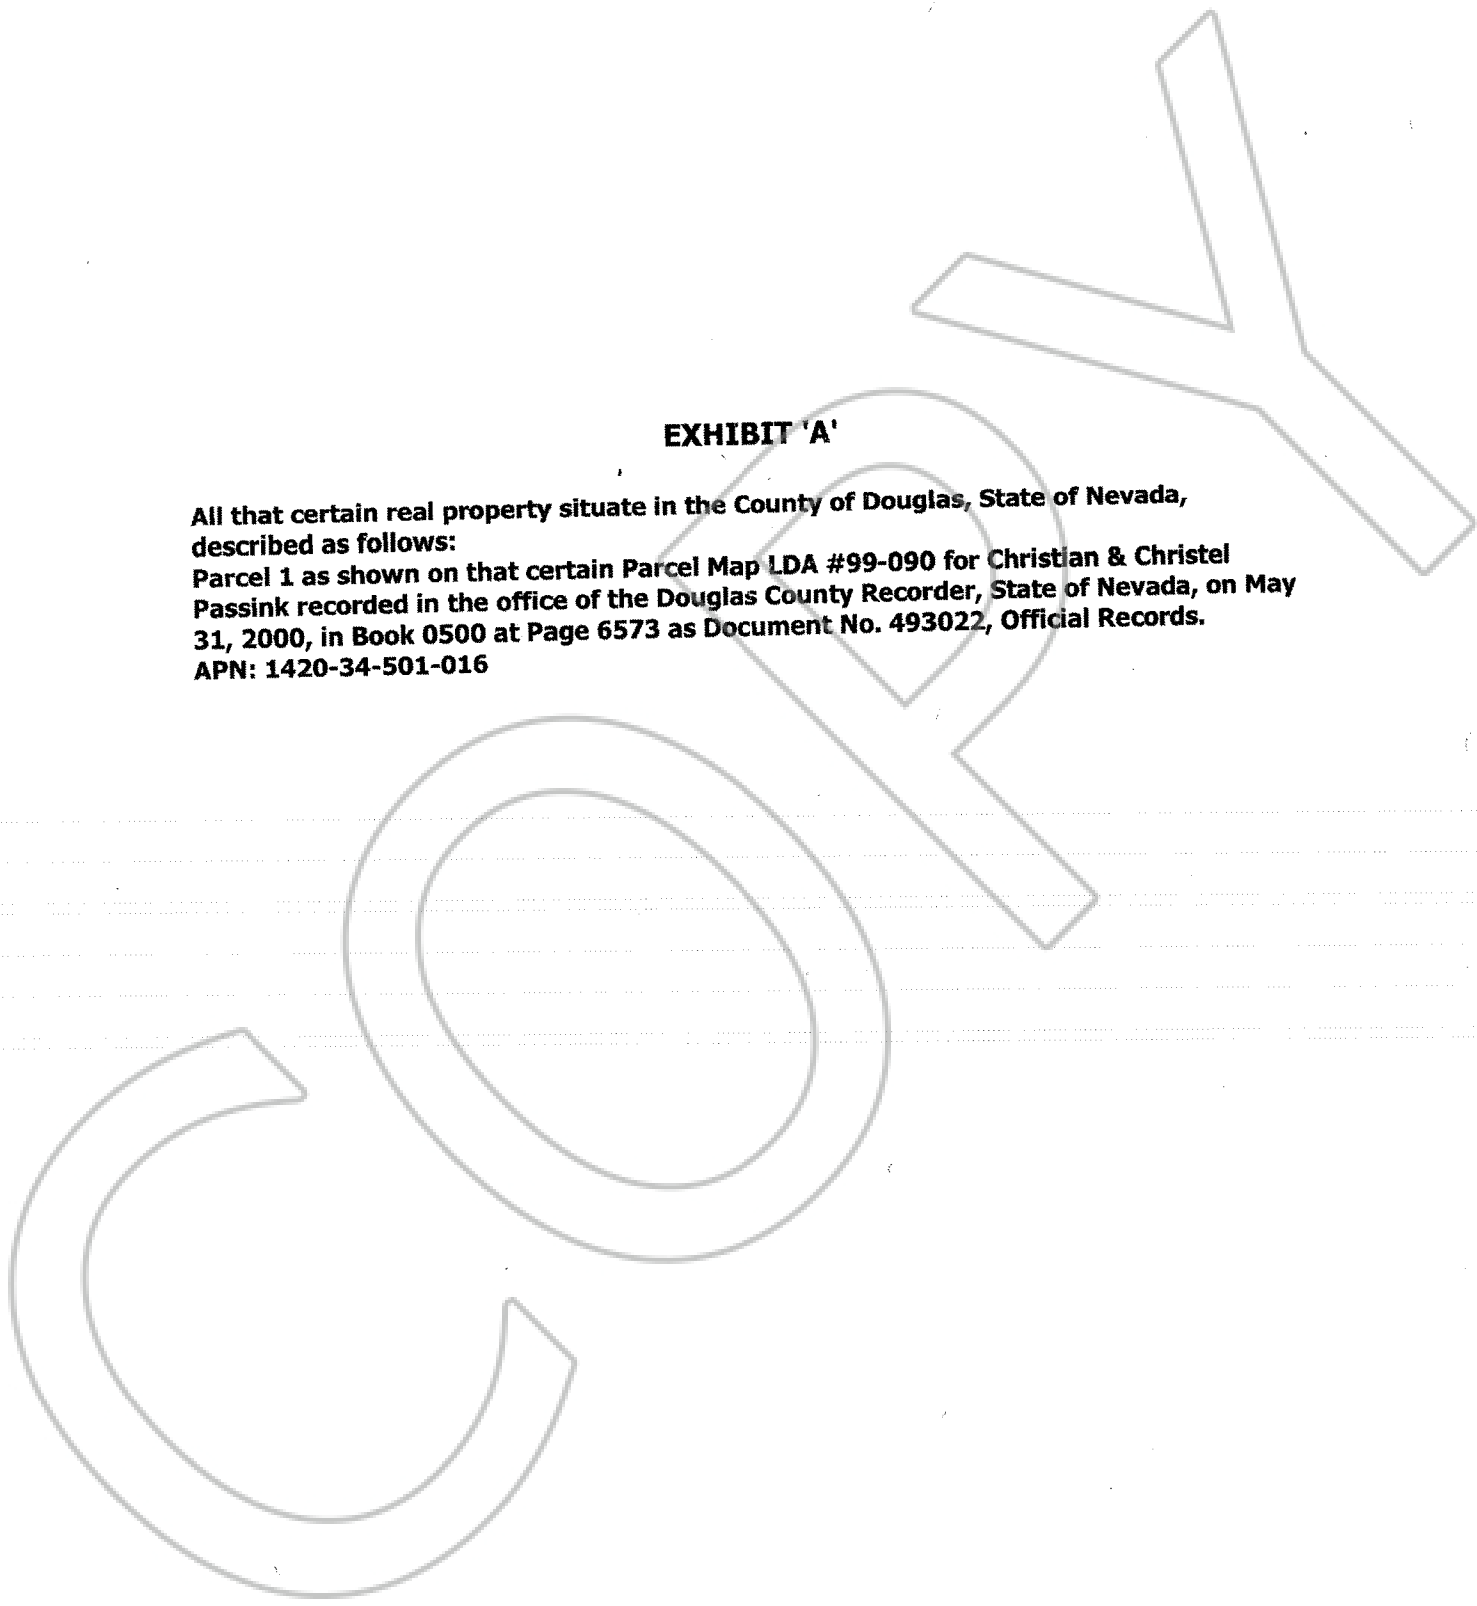 EXHIBIT 'A'
All that certain real property situate in the County of Douglas, State of Nevada,
described as follows:
Parcel 1 as shown on that certain Parcel Map LDA #99-090 for Christian & Christel
Passink recorded in the office of the Douglas County Recorder, State of Nevada, on May
31, 2000, in Book 0500 at Page 6573 as Document No. 493022, Official Records.
APN: 1420-34-501-016
COPY